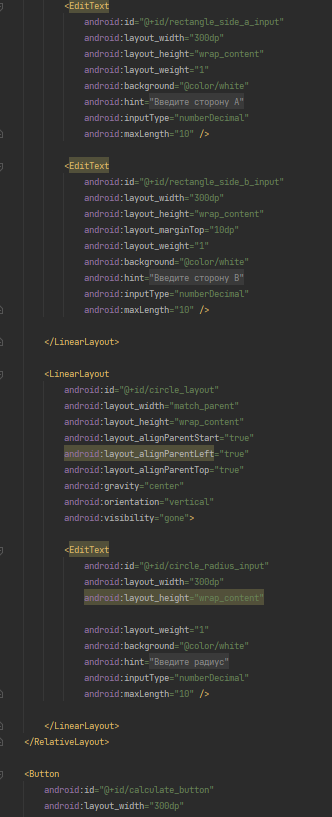 <EditText
android:id="@+id/rectangle_side_a_input"
android:layout_width="300dp"
android:layout_height="wrap_content"
android:layout_weight="1"
android:background="@color/white"
android:hint="Введите сторону А"
android:inputType="numberDecimal"
android:maxLength="10" />
<EditText
android:id="@+id/rectangle_side_b_input"
android:layout_width="300dp"
android:layout_height="wrap_content"
android:layout_marginTop="10dp"
android:layout_weight="1"
android:background="@color/white"
android:hint="Введите сторону В"
android:inputType="numberDecimal"
android:maxLength="10" />
</LinearLayout>
<LinearLayout
android:id="@+id/circle_layout"
android:layout_width="match_parent"
android:layout_height="wrap_content"
android:layout_alignParentStart="true"
android:layout_alignParentLeft="true"
android:layout_alignParentTop="true"
android:gravity="center"
android:orientation="vertical"
android:visibility="gone">
<EditText
android:id="@+id/circle_radius_input"
android:layout_width="300dp"
android:layout_height="wrap_content"
android:layout_weight="1"
android:background="@color/white"
android:hint="Введите радиус"
android:inputType="numberDecimal"
android:maxLength="10" />
</LinearLayout>
</RelativeLayout>
<Button
android:id="@+id/calculate_button"
android:layout_width="300dp"